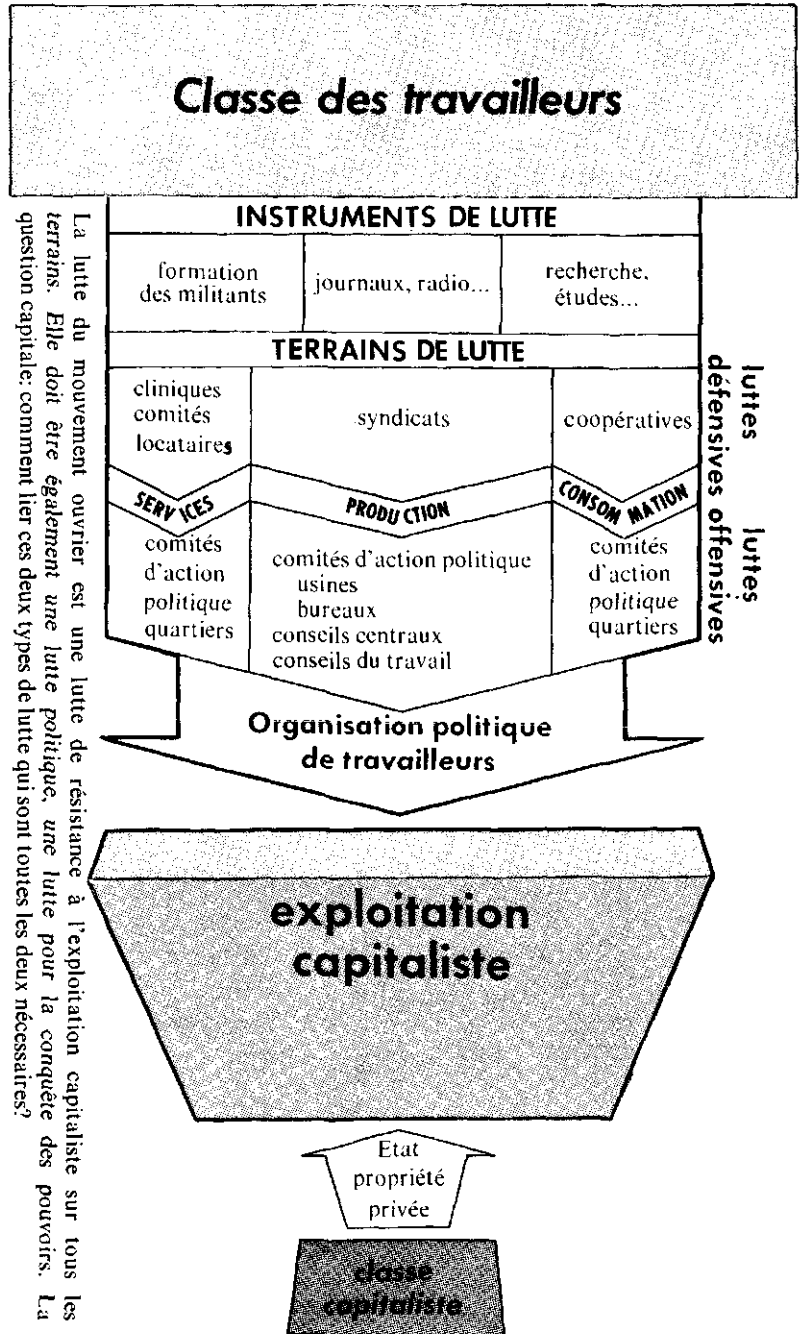 Classe des travailleurs
INSTRUMENTS DE LUTTE
formation
des militants
journaux, radio...
recherche,
études...
TERRAINS DE LUTTE
cliniques
comités
locataires
syndicats
coopératives
luttes
défensives
SERVICES
PRODUCTION
CONSOMMATION
comités
d'action
politique
quartiers
comités d'action politique
usines
bureaux
conseils centraux
conseils du travail
comités
d'action
politique
quartiers
luttes
offensives
Organisation politique
de travailleurs
exploitation
capitaliste
Etat
propriété
privée
classe
capitaliste
La lutte du mouvement ouvrier est une lutte de résistance à l'exploitation capitaliste sur tous les
terrains. Elle doit être également une lutte politique, une lutte pour la conquête des pouvoirs. La
question capitale: comment lier ces deux types de lutte qui sont toutes les deux nécessaires?